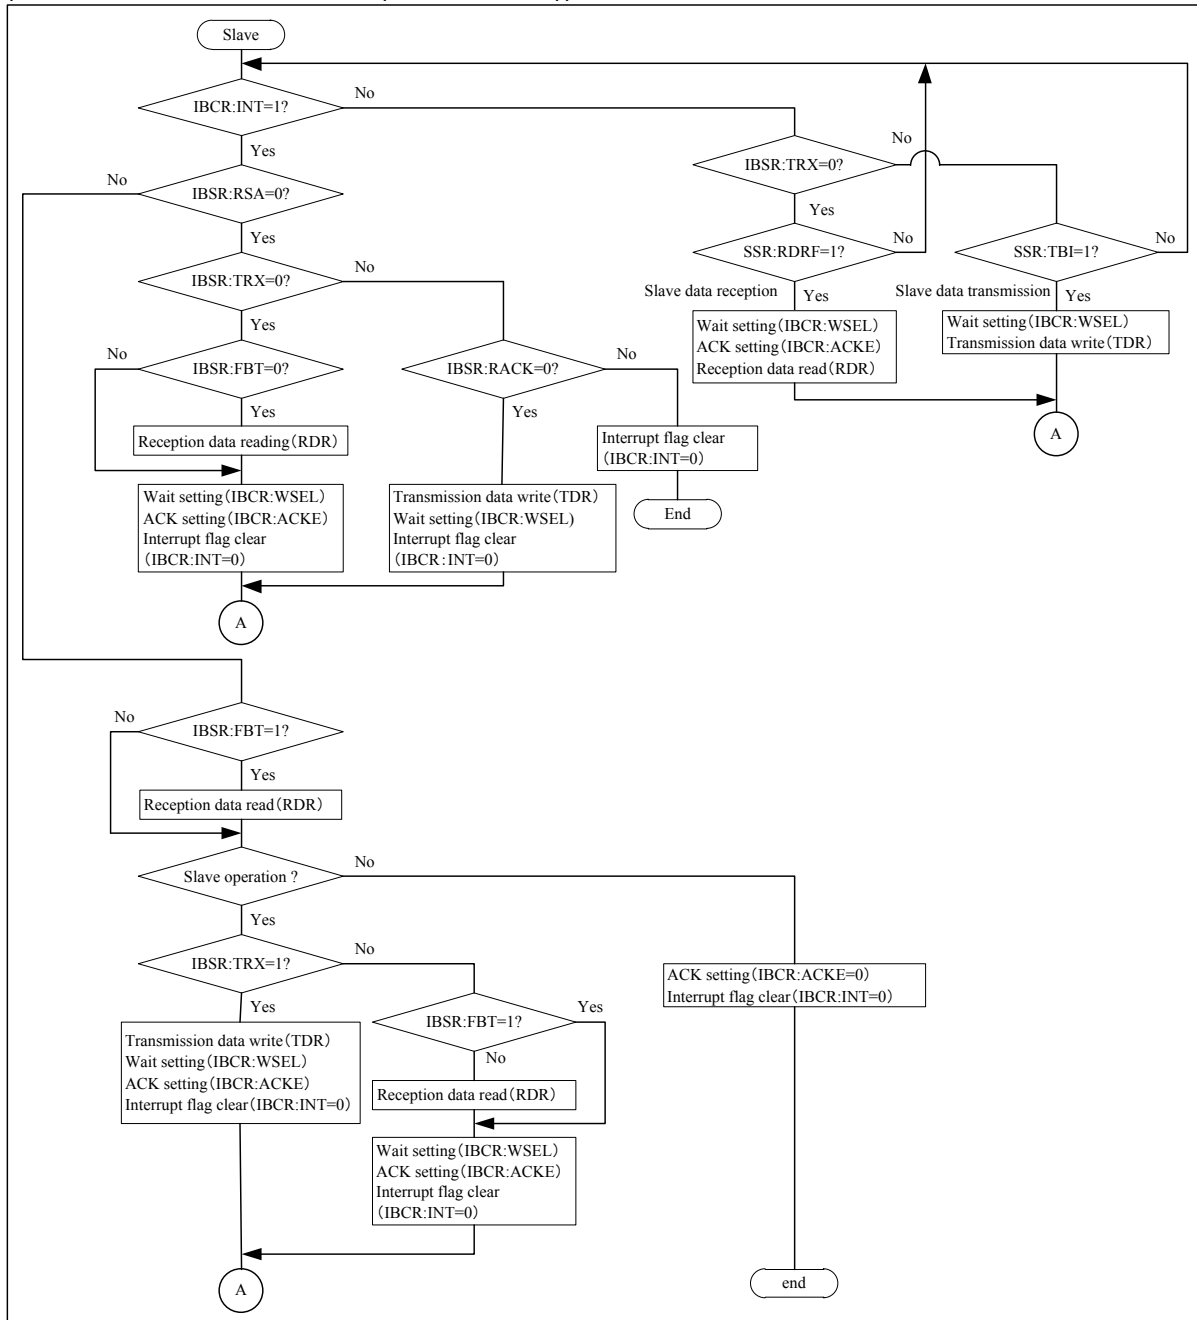 Slave
IBCR:INT=1?
No
Yes
No
IBSR:TRX=0?
No
IBSR:RSA=0?
Yes
Yes
SSR:RDRF=1?
No
SSR:TBI=1?
No
IBSR:TRX=0?
No
Slave data reception
Yes
Slave data transmission
Yes
Yes
Wait setting(IBCR:WSEL)
ACK setting(IBCR:ACKE)
Reception data read(RDR)
Wait setting(IBCR:WSEL)
Transmission data write(TDR)
No
IBSR:FBT=0?
IBSR:RACK=0?
No
Yes
Yes
A
Reception data reading(RDR)
Interrupt flag clear
(IBCR:INT=0)
Wait setting(IBCR:WSEL)
ACK setting(IBCR:ACKE)
Interrupt flag clear
(IBCR:INT=0)
Transmission data write(TDR)
Wait setting(IBCR:WSEL)
Interrupt flag clear
(IBCR:INT=0)
End
A
No
IBSR:FBT=1?
Yes
Reception data read(RDR)
Slave operation ?
No
Yes
IBSR:TRX=1?
No
Yes
ACK setting(IBCR:ACKE=0)
Interrupt flag clear(IBCR:INT=0)
IBSR:FBT=1?
Yes
No
Transmission data write(TDR)
Wait setting(IBCR:WSEL)
ACK setting(IBCR:ACKE)
Interrupt flag clear(IBCR:INT=0)
Reception data read(RDR)
Wait setting(IBCR:WSEL)
ACK setting(IBCR:ACKE)
Interrupt flag clear
(IBCR:INT=0)
A
end